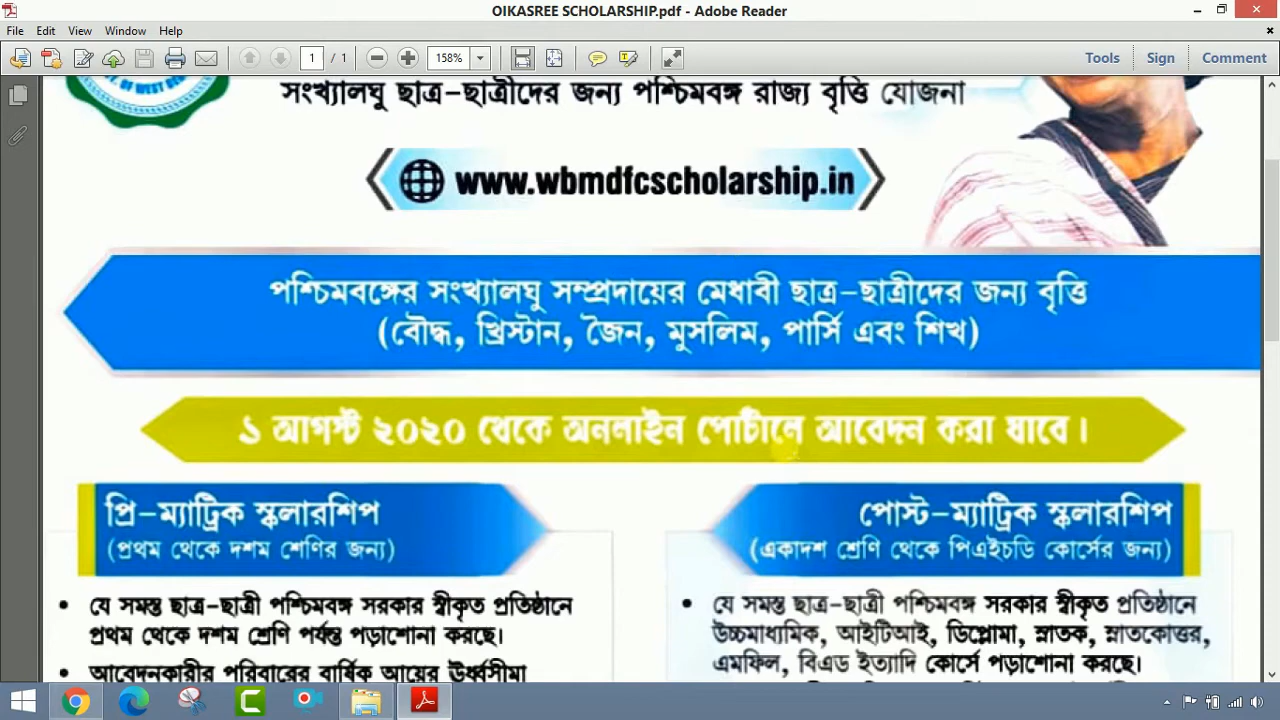 OIKASREE SCHOLARSHIP.pdf - Adobe Reader
File Edit View Window Help
1 / 1
158%
Tools Sign Comment
সংখ্যালঘু ছাত্র-ছাত্রীদের জন্য পশ্চিমবঙ্গ রাজ্য বৃত্তি যোজনা
www.wbmdfcscholarship.in
পশ্চিমবঙ্গের সংখ্যালঘু সম্প্রদায়ের মেধাবী ছাত্র-ছাত্রীদের জন্য বৃত্তি
(বৌদ্ধ, খ্রিস্টান, জৈন, মুসলিম, পার্সি এবং শিখ)
১ আগস্ট ২০২০ থেকে অনলাইন পোর্টালে আবেদন করা যাবে।
প্রি-ম্যাট্রিক স্কলারশিপ
(প্রথম থেকে দশম শ্রেণির জন্য)
• যে সমস্ত ছাত্র-ছাত্রী পশ্চিমবঙ্গ সরকার স্বীকৃত প্রতিষ্ঠানে
প্রথম থেকে দশম শ্রেণি পর্যন্ত পড়াশোনা করছে।
• আবেদনকারীর পরিবারের বার্ষিক আয়ের ঊর্ধ্বসীমা
পোস্ট-ম্যাট্রিক স্কলারশিপ
(একাদশ শ্রেণি থেকে পিএইচডি কোর্সের জন্য)
• যে সমস্ত ছাত্র-ছাত্রী পশ্চিমবঙ্গ সরকার স্বীকৃত প্রতিষ্ঠানে
উচ্চমাধ্যমিক, আইটিআই, ডিপ্লোমা, স্নাতক, স্নাতকোত্তর,
এমফিল, বিএড ইত্যাদি কোর্সে পড়াশোনা করছে।